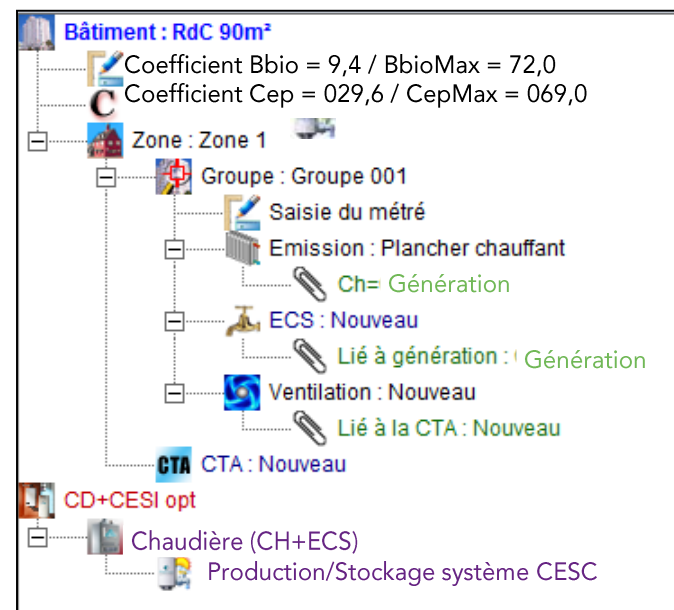 Bâtiment : RdC 90m²
Coefficient Bbio = 9,4 / BbioMax = 72,0
C Coefficient Cep = 029,6 / CepMax = 069,0
Zone : Zone 1
Groupe : Groupe 001
Saisie du métré
Emission : Plancher chauffant
Ch= Génération
ECS : Nouveau
Lié à génération : Génération
Ventilation : Nouveau
Lié à la CTA : Nouveau
CTA CTA : Nouveau
CD+CESI opt
Chaudière (CH+ECS)
Production/Stockage système CESC